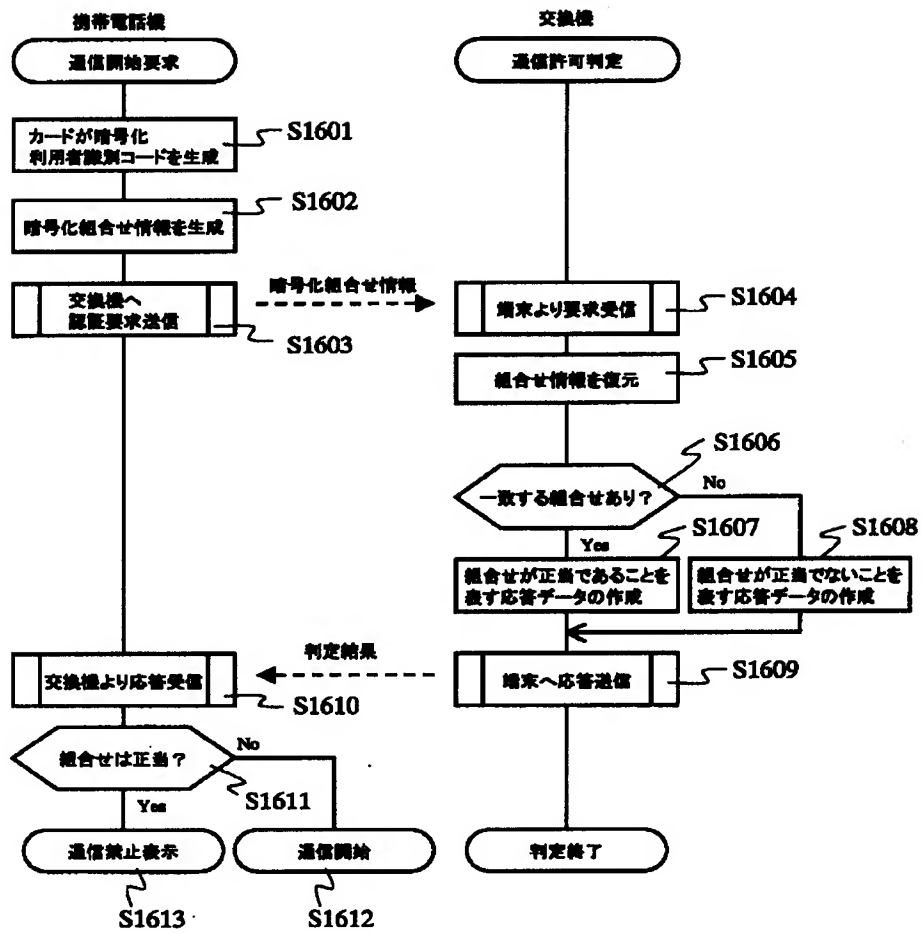 携帯電話機
交換機
通信開始要求
通信許可判定
カードが暗号化
利用者識別コードを生成
S1601
暗号化組合せ情報を生成
S1602
交換機へ
認証要求送信
S1603
暗号化組合せ情報
端末より要求受信
S1604
組合せ情報を復元
S1605
一致する組合せあり？
S1606
No
Yes
S1607
S1608
組合せが正当であることを
表す応答データの作成
組合せが正当でないことを
表す応答データの作成
判定結果
交換機より応答受信
S1610
端末へ応答送信
S1609
組合せは正当？
No
S1611
Yes
通信禁止表示
通信開始
判定終了
S1613
S1612